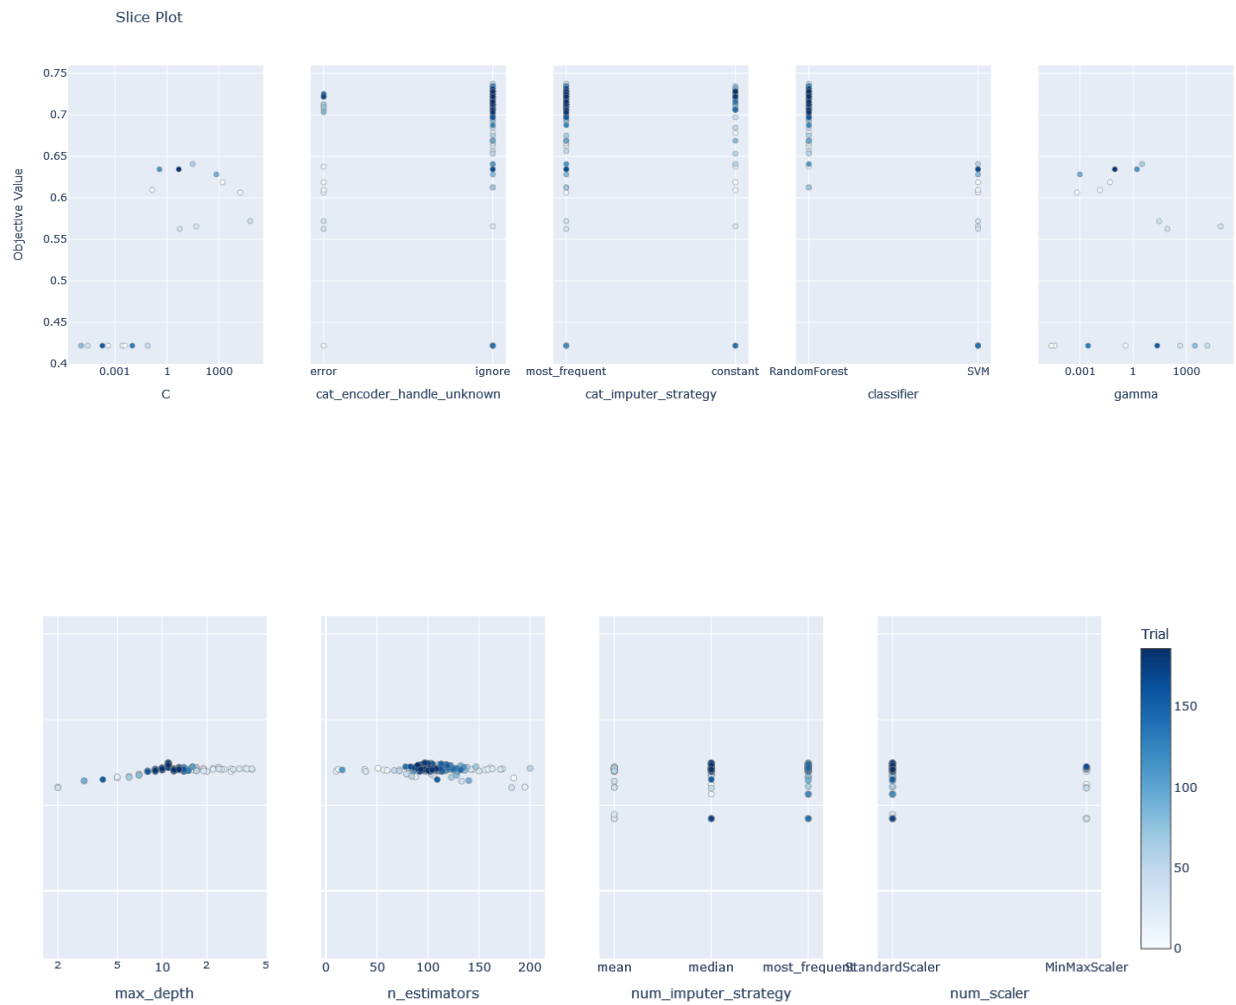 Slice Plot
Objective Value
0.75
0.7
0.65
0.6
0.55
0.5
0.45
0.4
0.001 1 1000
C
error ignore
cat_encoder_handle_unknown
most_frequent constant
cat_imputer_strategy
RandomForest SVM
classifier
0.001 1 1000
gamma
2 5 10 2 5
max_depth
0 50 100 150 200
n_estimators
mean median most_frequent
num_imputer_strategy
StandardScaler MinMaxScaler
num_scaler
Trial
150
100
50
0